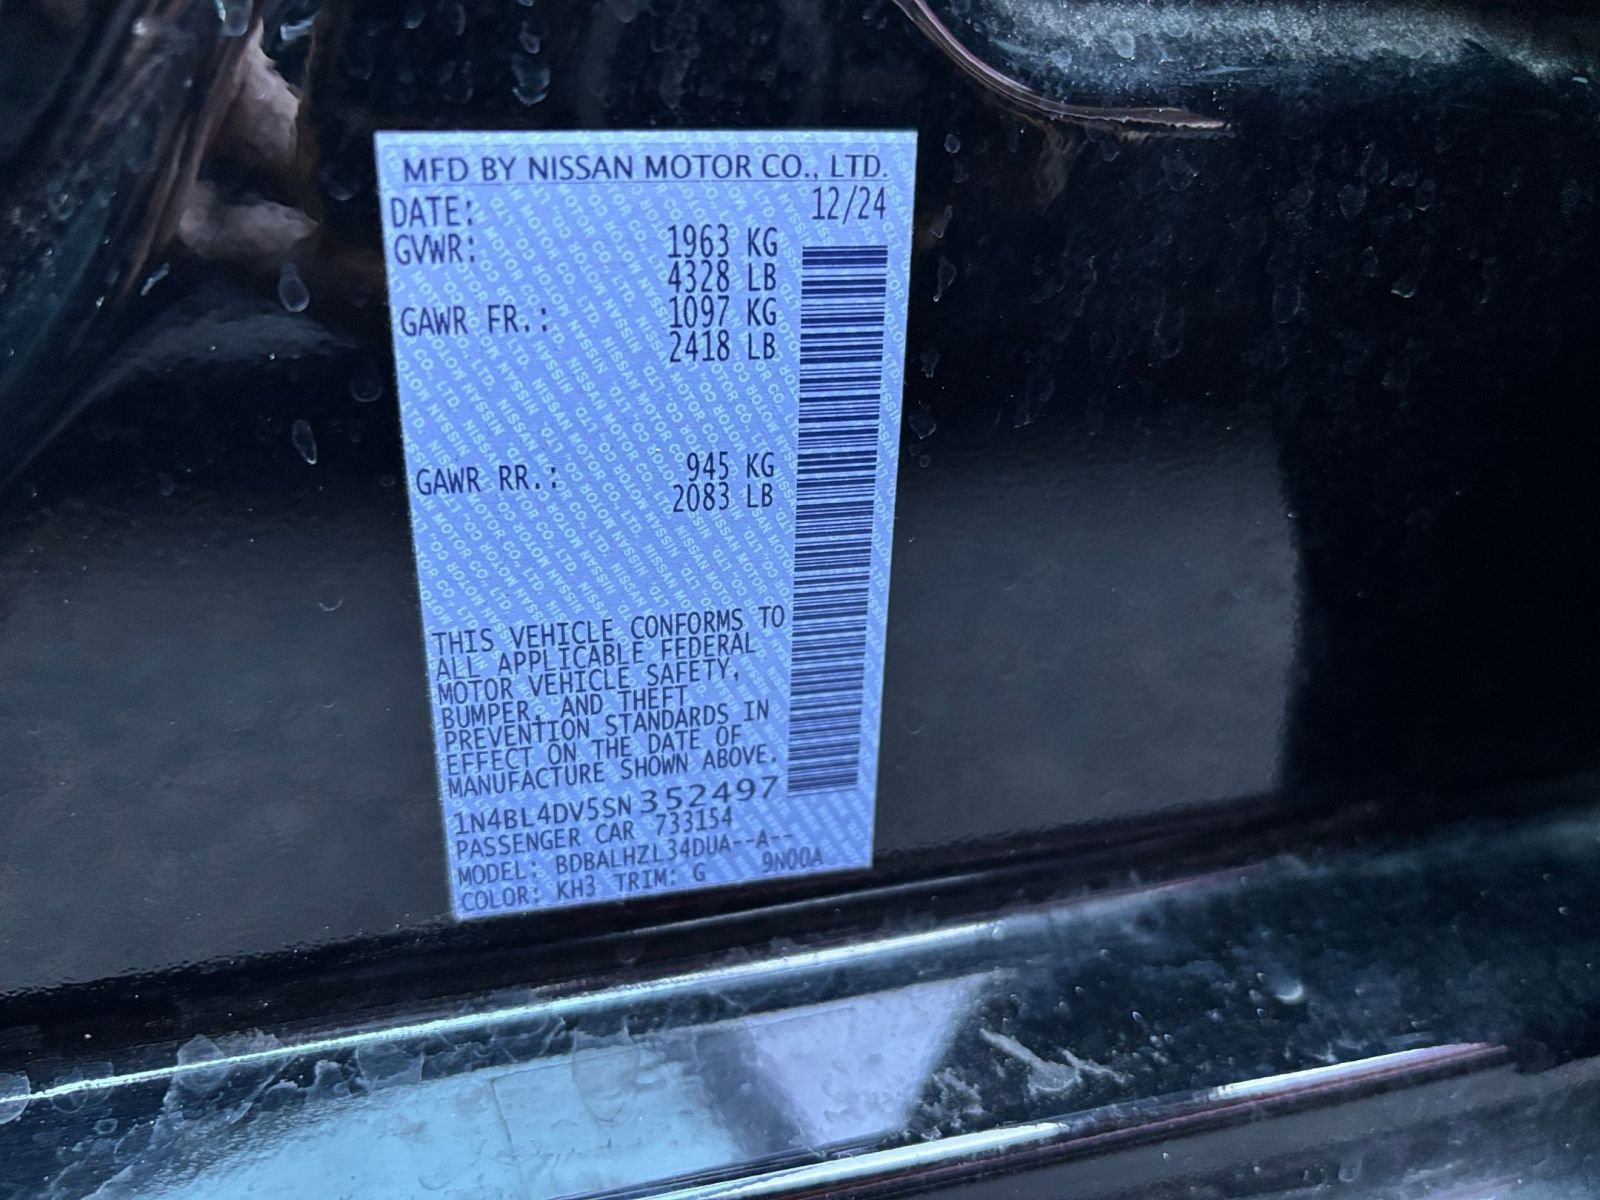 MFD BY NISSAN MOTOR CO., LTD.
DATE: 12/24
GVWR: 1963 KG
4328 LB
GAWR FR.: 1097 KG
2418 LB
GAWR RR.: 945 KG
2083 LB
THIS VEHICLE CONFORMS TO
ALL APPLICABLE FEDERAL
MOTOR VEHICLE SAFETY,
BUMPER, AND THEFT
PREVENTION STANDARDS IN
EFFECT ON THE DATE OF
MANUFACTURE SHOWN ABOVE.
1N4BL4DV5SN352497
PASSENGER CAR 733154
MODEL: BDBALHZL34DUA--A--
COLOR: KH3 TRIM: G 9N00A